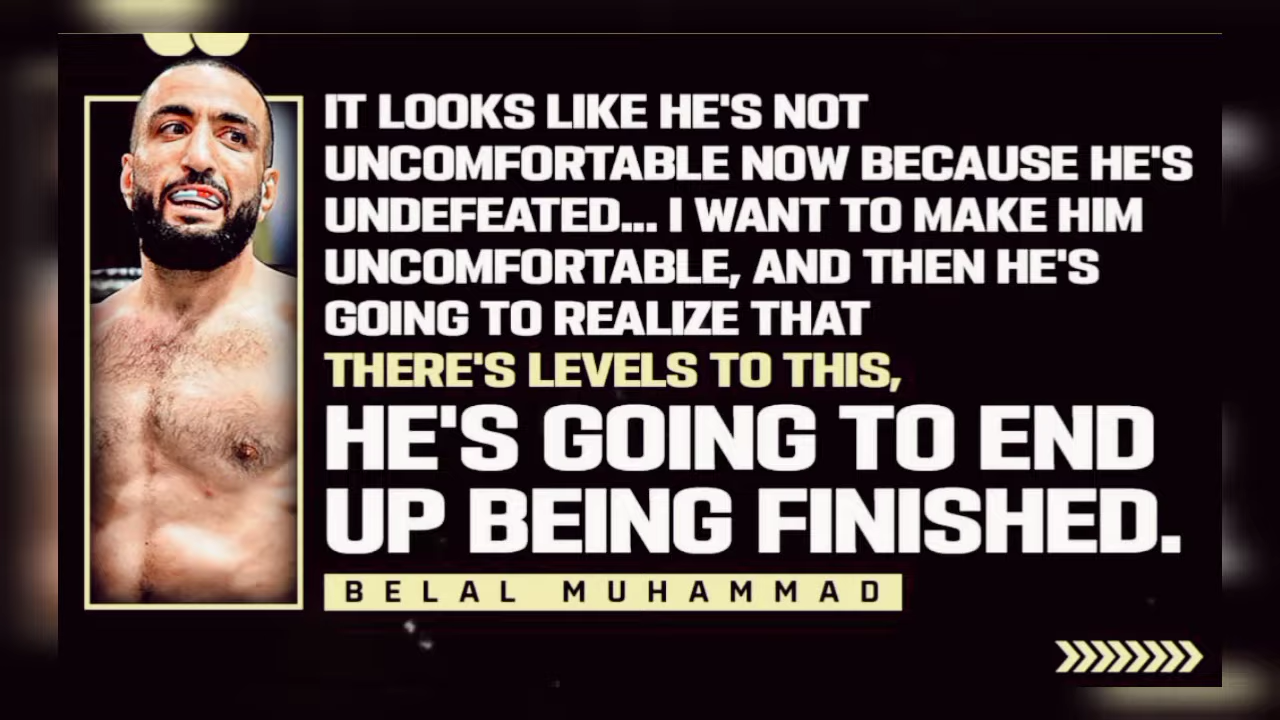 IT LOOKS LIKE HE'S NOT
UNCOMFORTABLE NOW BECAUSE HE'S
UNDEFEATED... I WANT TO MAKE HIM
UNCOMFORTABLE, AND THEN HE'S
GOING TO REALIZE THAT
THERE'S LEVELS TO THIS,
HE'S GOING TO END
UP BEING FINISHED.
BELAL MUHAMMAD